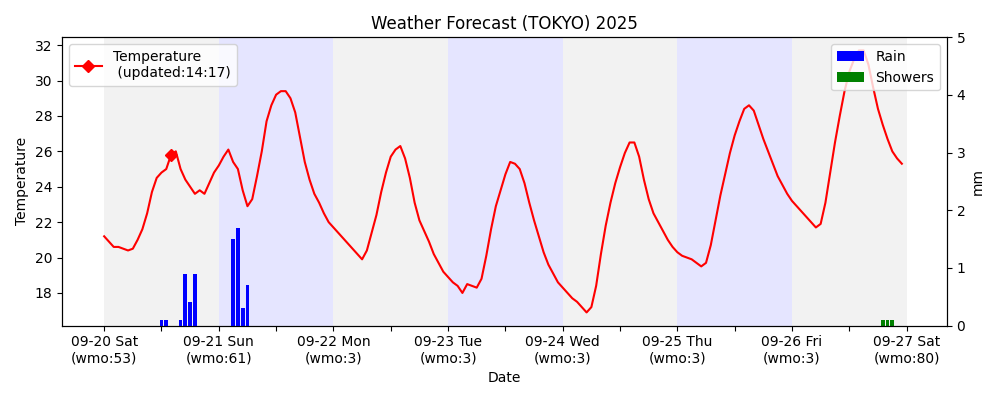 Weather Forecast (TOKYO) 2025
Temperature
(updated:14:17)
Rain
Showers
Temperature
32
30
28
26
24
22
20
18
5
4
3
2
1
0
mm
09-20 Sat
(wmo:53)
09-21 Sun
(wmo:61)
09-22 Mon
(wmo:3)
09-23 Tue
(wmo:3)
09-24 Wed
(wmo:3)
09-25 Thu
(wmo:3)
09-26 Fri
(wmo:3)
09-27 Sat
(wmo:80)
Date